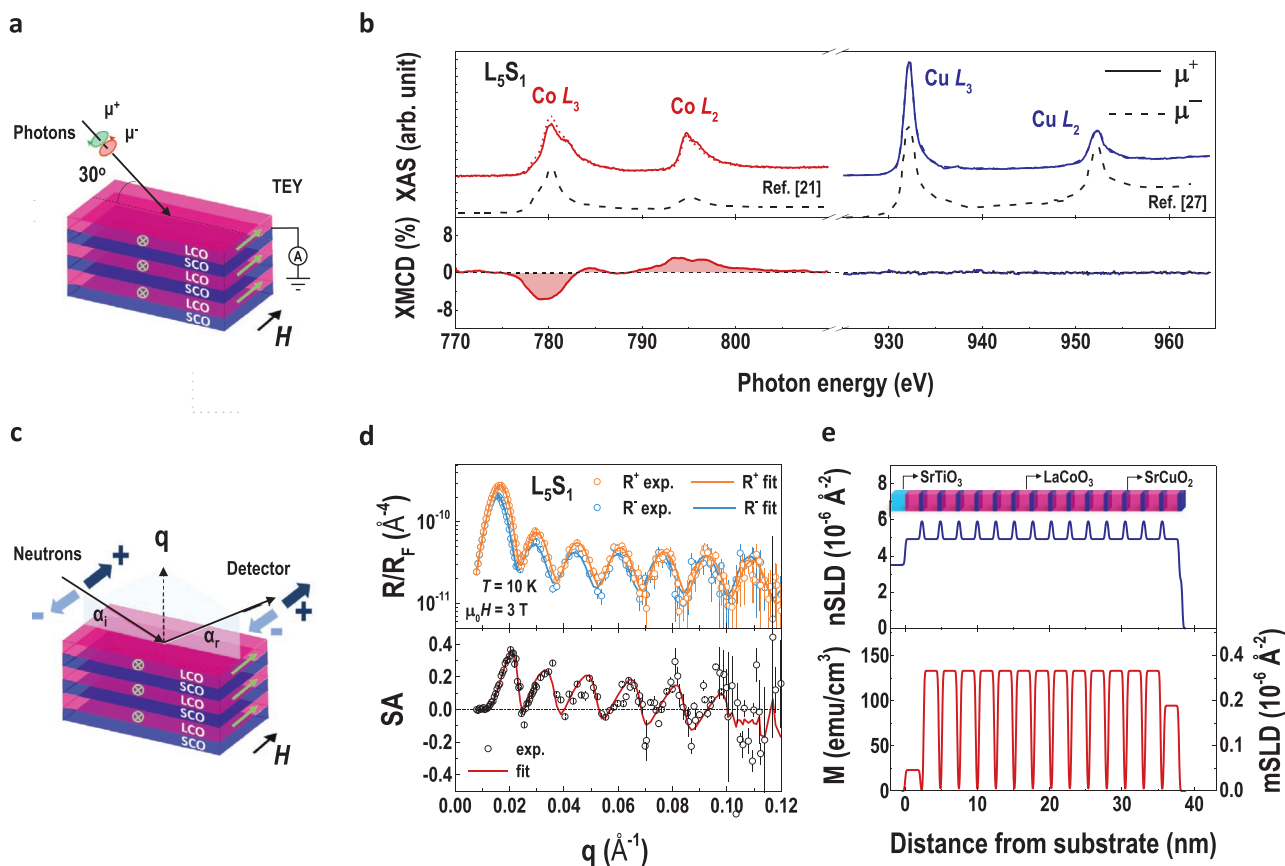 a
μ+
μ-
Photons
30°
TEY
A
LCO
SCO
LCO
SCO
LCO
SCO
H
b
L5S1
Co L3
Co L2
Cu L3
Cu L2
μ+
μ−
Ref. [21]
Ref. [27]
XAS (arb. unit)
XMCD (%)
8
0
-8
770 780 790 800 930 940 950 960
Photon energy (eV)
c
q
Neutrons
Detector
+
-
+
-
αi
αr
LCO
SCO
LCO
SCO
LCO
SCO
H
d
L5S1
R+ exp. R+ fit
R- exp. R- fit
R/RF (Å-4)
10-10
10-11
T = 10 K
μ0H = 3 T
SA
0.4
0.2
0.0
-0.2
-0.4
exp.
fit
0.00 0.02 0.04 0.06 0.08 0.10 0.12
q (Å-1)
e
SrTiO3 LaCoO3 SrCuO2
nSLD (10-6 Å-2)
8
6
4
2
0
M (emu/cm3)
150
100
50
0
mSLD (10-6 Å-2)
0.4
0.2
0.1
0.0
0 10 20 30 40
Distance from substrate (nm)